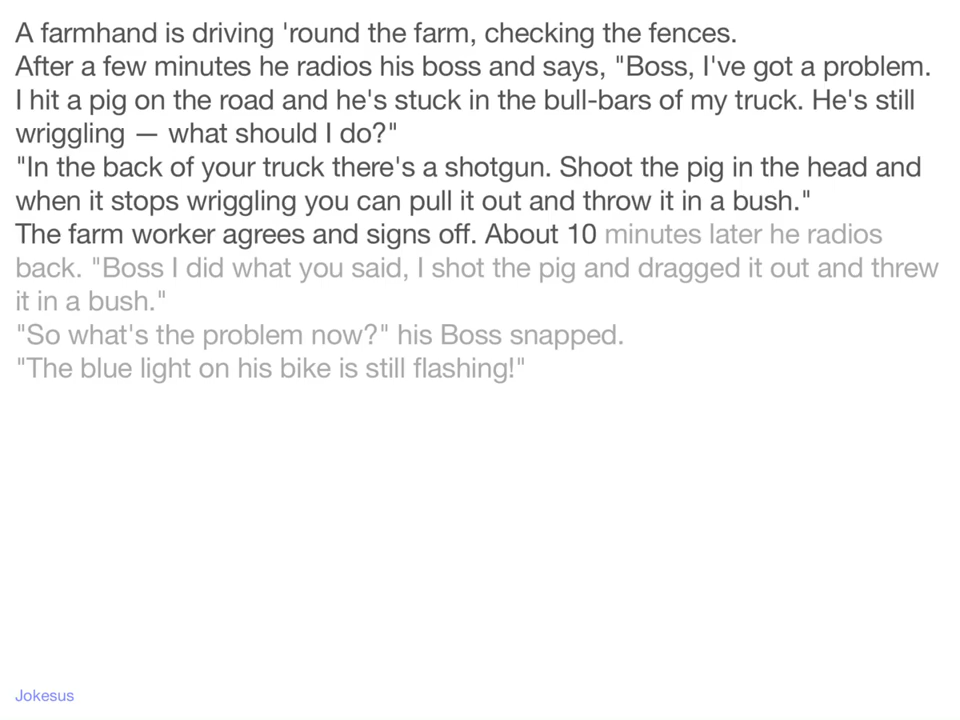 A farmhand is driving 'round the farm, checking the fences.
After a few minutes he radios his boss and says, "Boss, I've got a problem.
I hit a pig on the road and he's stuck in the bull-bars of my truck. He's still
wriggling — what should I do?"
"In the back of your truck there's a shotgun. Shoot the pig in the head and
when it stops wriggling you can pull it out and throw it in a bush."
The farm worker agrees and signs off. About 10 minutes later he radios
back. "Boss I did what you said, I shot the pig and dragged it out and threw
it in a bush."
"So what's the problem now?" his Boss snapped.
"The blue light on his bike is still flashing!"
Jokesus